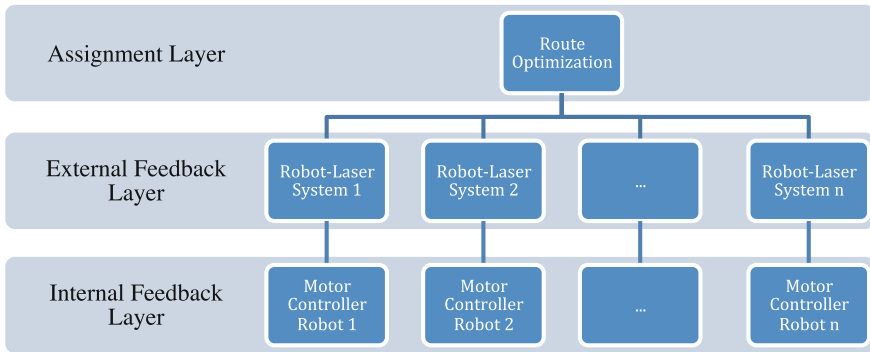 Assignment Layer
Route
Optimization
External Feedback
Layer
Robot-Laser
System 1
Robot-Laser
System 2
...
Robot-Laser
System n
Internal Feedback
Layer
Motor
Controller
Robot 1
Motor
Controller
Robot 2
...
Motor
Controller
Robot n